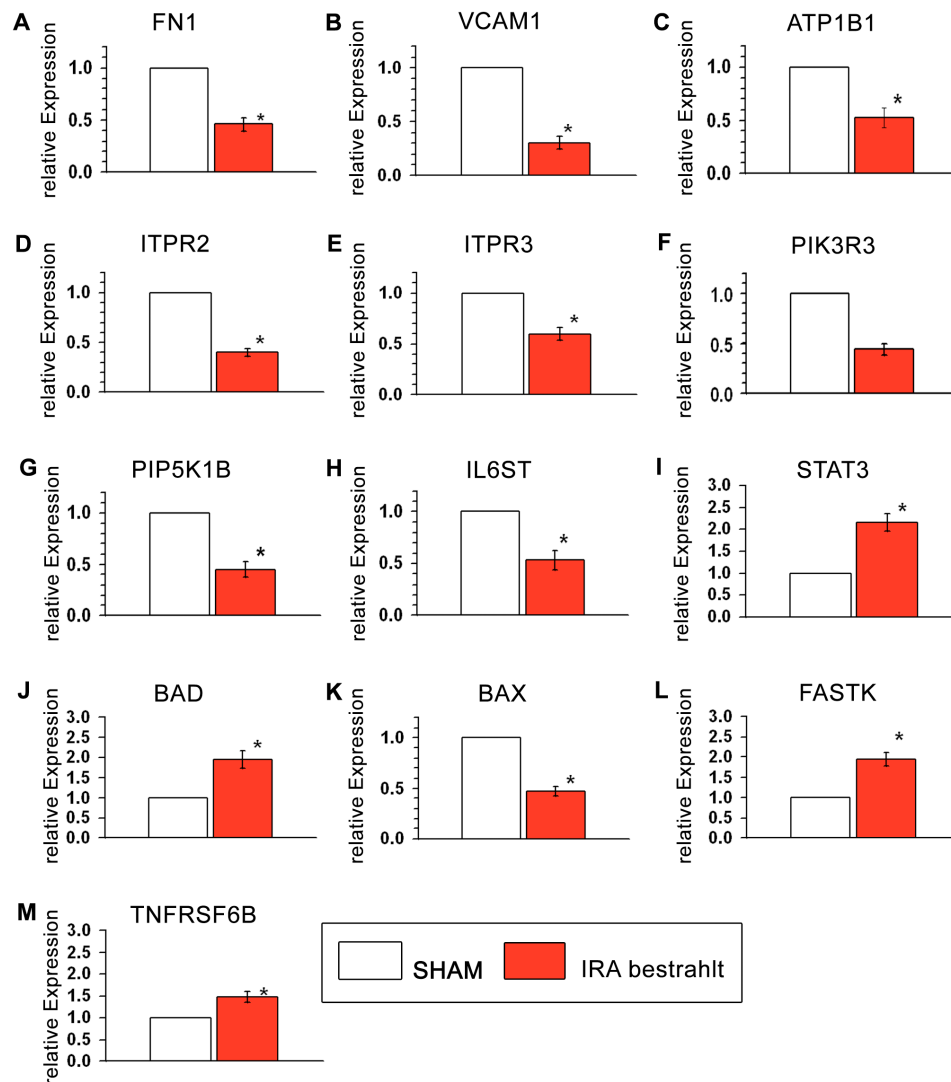 A FN1
relative Expression
1.0
0.5
0.0
*
B VCAM1
relative Expression
1.0
0.5
0.0
*
C ATP1B1
relative Expression
1.0
0.5
0.0
*
D ITPR2
relative Expression
1.0
0.5
0.0
*
E ITPR3
relative Expression
1.0
0.5
0.0
*
F PIK3R3
relative Expression
1.0
0.5
0.0
G PIP5K1B
relative Expression
1.0
0.5
0.0
*
H IL6ST
relative Expression
1.0
0.5
0.0
*
I STAT3
relative Expression
3.0
2.5
2.0
1.5
1.0
0.5
0.0
*
J BAD
relative Expression
3.0
2.5
2.0
1.5
1.0
0.5
0.0
*
K BAX
relative Expression
1.0
0.5
0.0
*
L FASTK
relative Expression
3.0
2.5
2.0
1.5
1.0
0.5
0.0
*
M TNFRSF6B
relative Expression
3.0
2.5
2.0
1.5
1.0
0.5
0.0
*
SHAM IRA bestrahlt